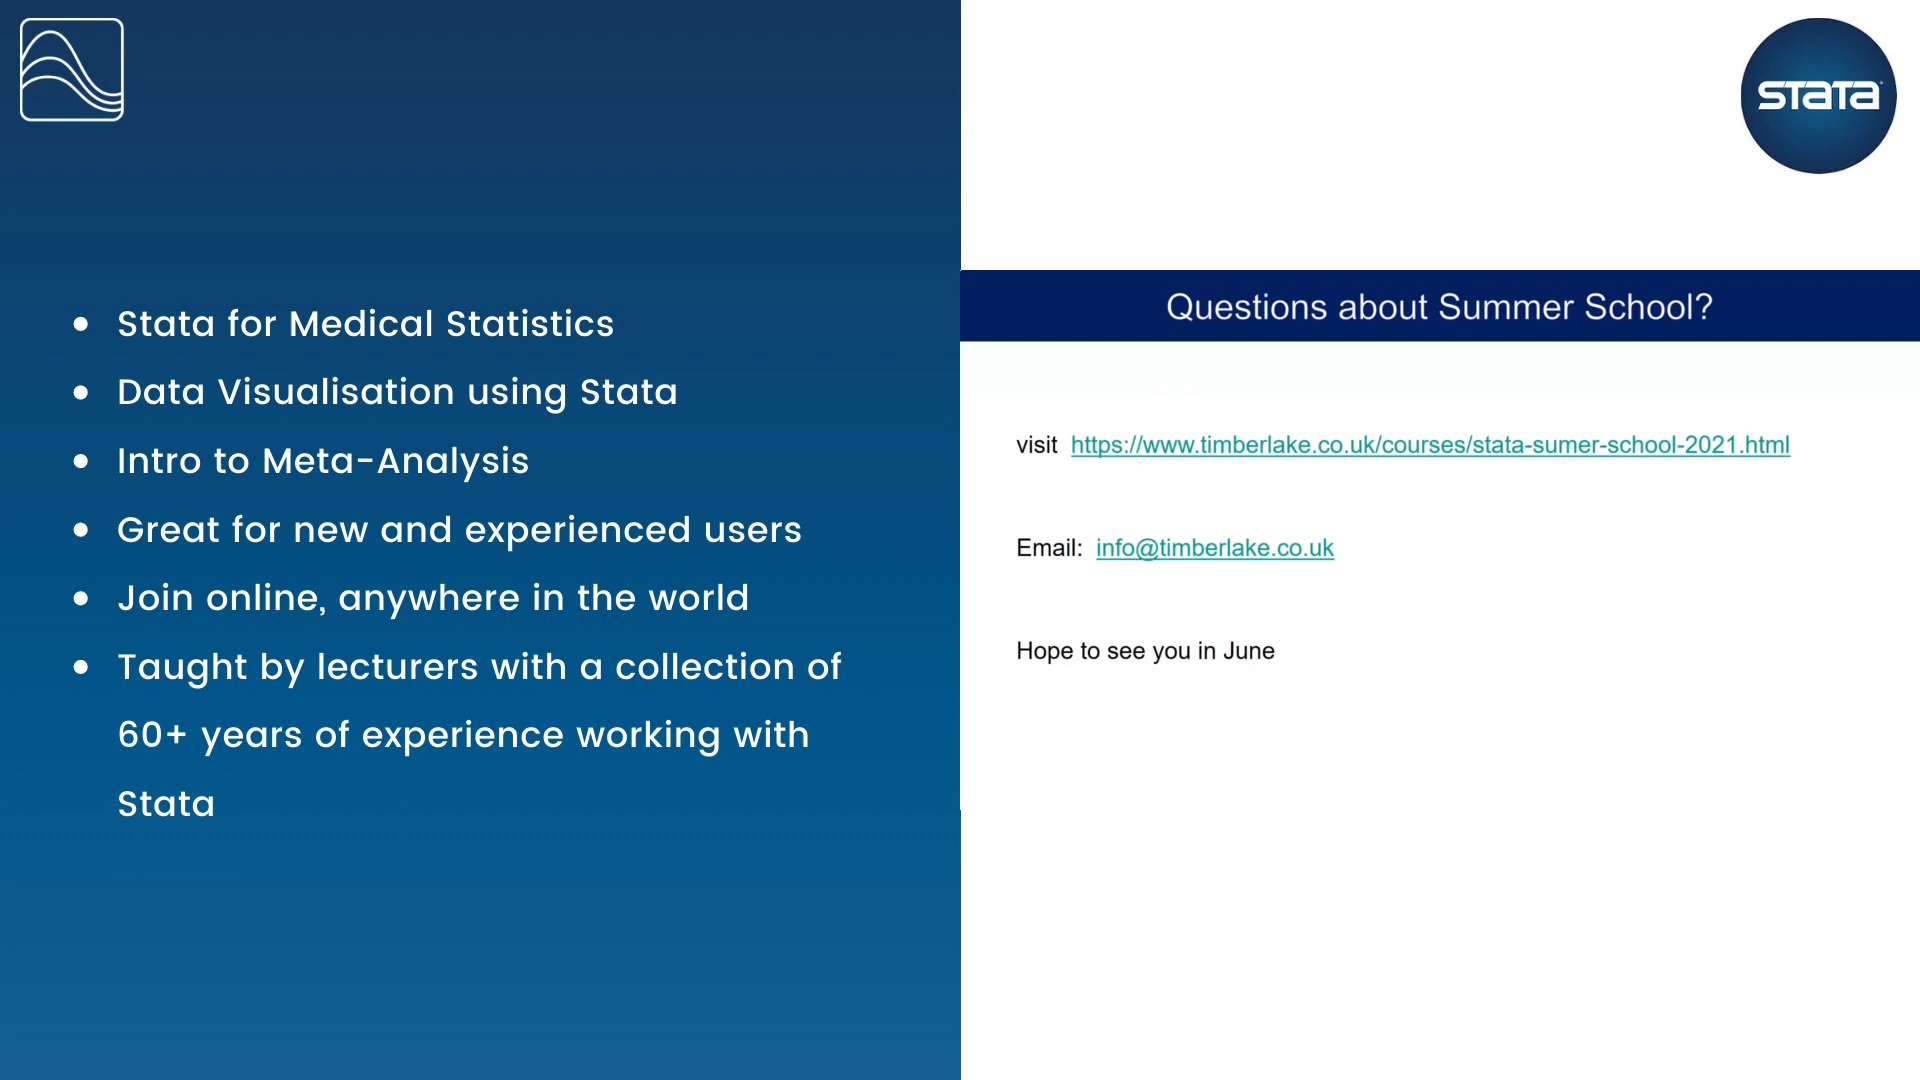 • Stata for Medical Statistics
• Data Visualisation using Stata
• Intro to Meta-Analysis
• Great for new and experienced users
• Join online, anywhere in the world
• Taught by lecturers with a collection of
60+ years of experience working with
Stata
stata
Questions about Summer School?
visit https://www.timberlake.co.uk/courses/stata-sumer-school-2021.html
Email: info@timberlake.co.uk
Hope to see you in June